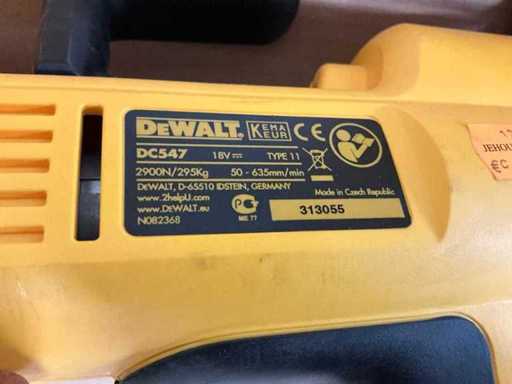 DEWALT. KEMA KEUR CE
DC547 18V TYPE 11
2900N/295Kg 50 - 635mm/min
DEWALT, D-65510 IDSTEIN, GERMANY
www.2helpU.com Made in Czech Republic
www.DEWALT.eu
N082368 ME 77 313055
JEHOU
€C